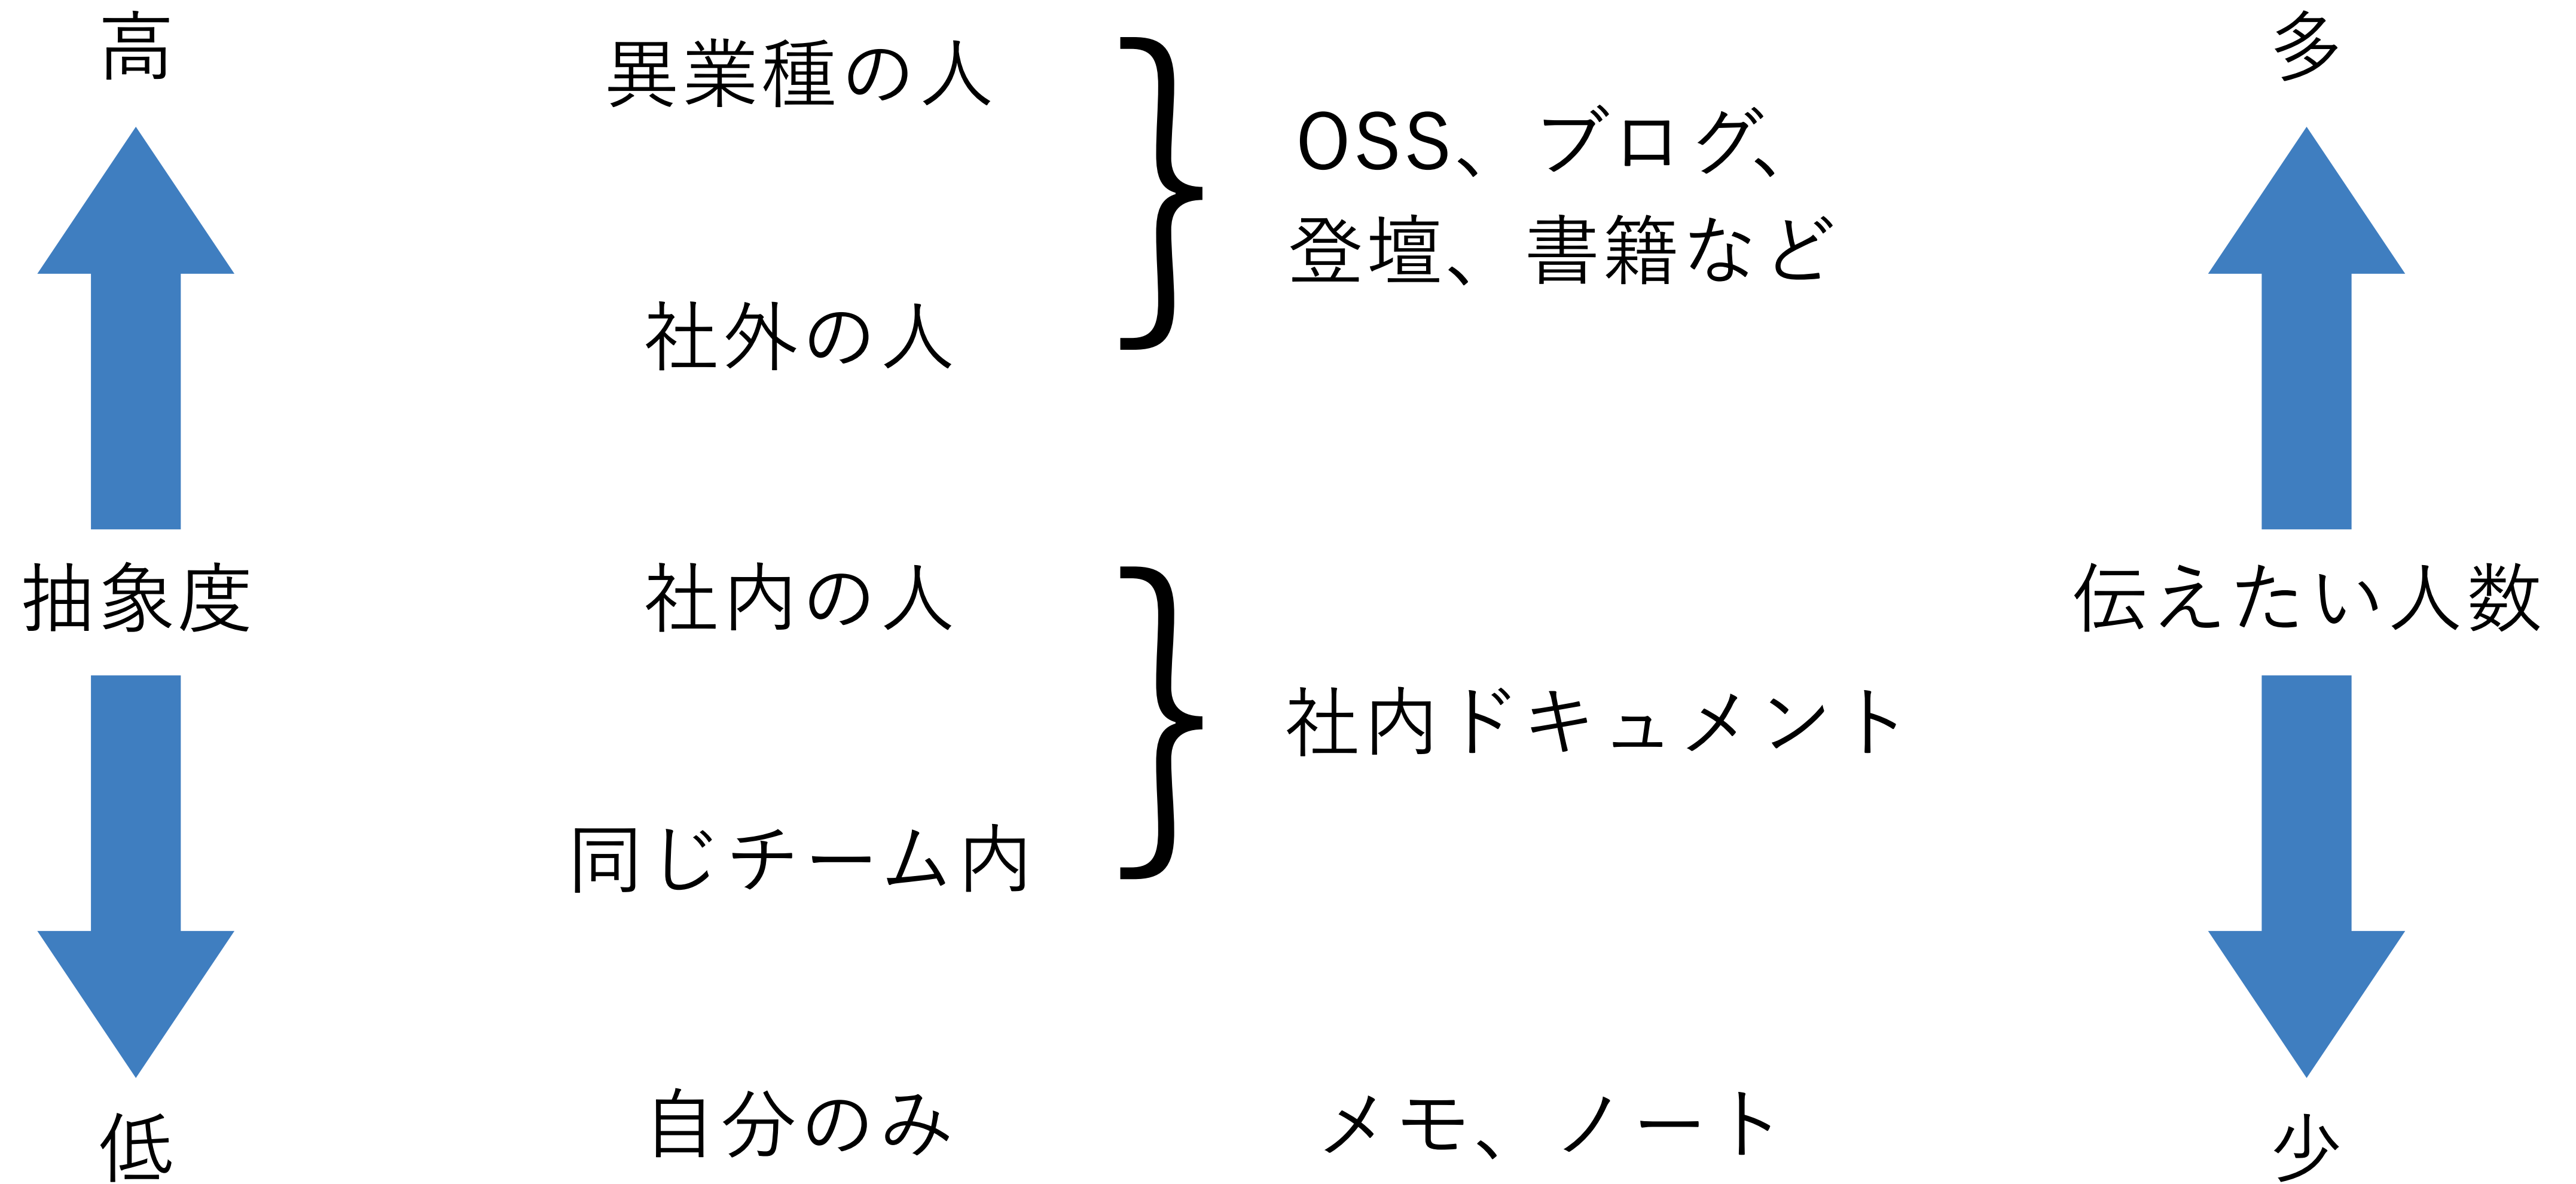 高
抽象度
低
異業種の人
社外の人
社内の人
同じチーム内
自分のみ
OSS、ブログ、
登壇、書籍など
社内ドキュメント
メモ、ノート
多
伝えたい人数
少